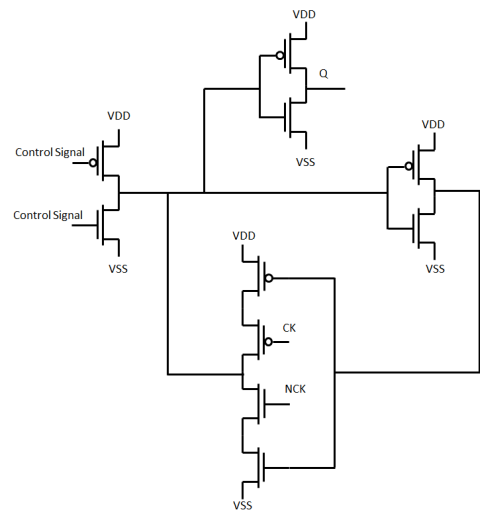 VDD
Q
VSS
VDD
Control Signal
Control Signal
VSS
VDD
VSS
VDD
CK
NCK
VSS